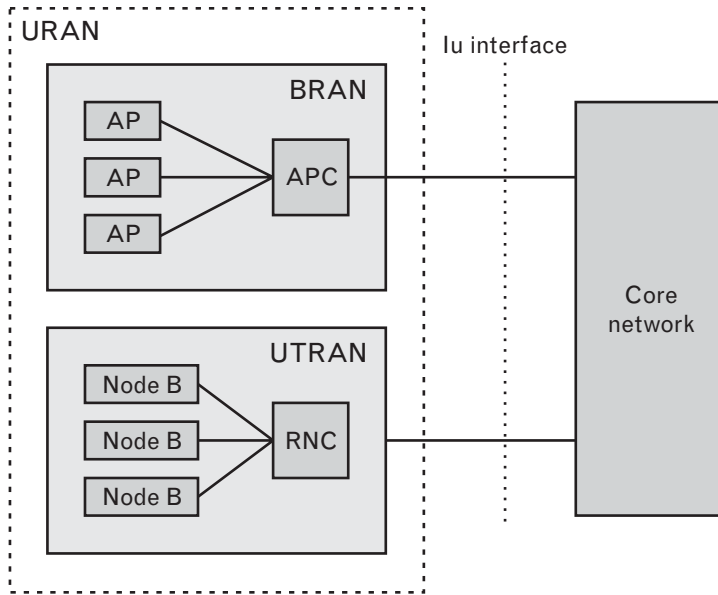 URAN
Iu interface
BRAN
AP
AP
AP
APC
Core
network
UTRAN
Node B
Node B
Node B
RNC